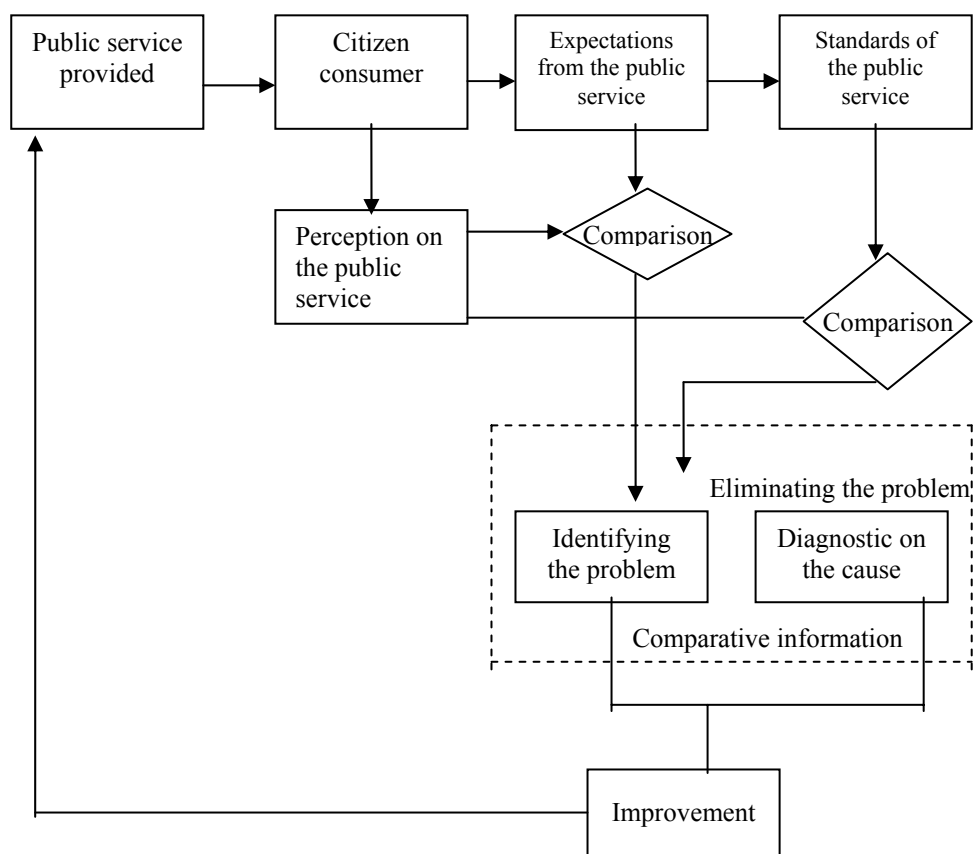 Public service
provided
Citizen
consumer
Expectations
from the public
service
Standards of
the public
service
Perception on
the public
service
Comparison
Comparison
Eliminating the problem
Identifying
the problem
Diagnostic on
the cause
Comparative information
Improvement